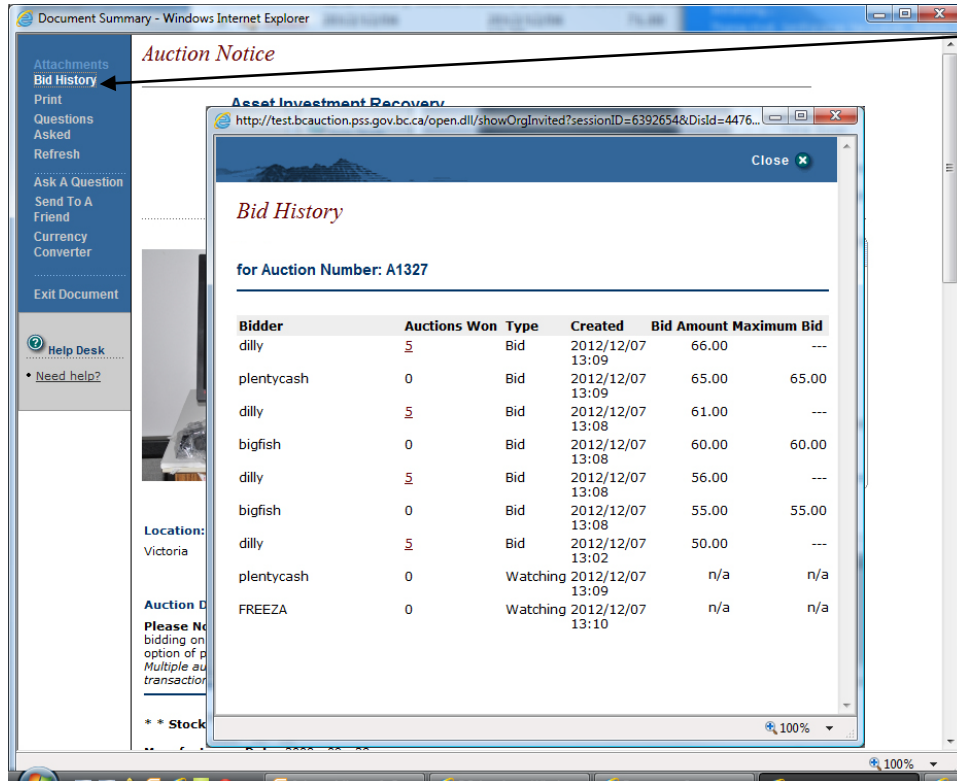 Document Summary - Windows Internet Explorer
Auction Notice
Attachments
Bid History
Print
Questions
Asked
Refresh
Ask A Question
Send To A
Friend
Currency
Converter
Exit Document
Help Desk
• Need help?
Asset Investment Recovery
http://test.bcauction.pss.gov.bc.ca/open.dll/showOrgInvited?sessionID=6392654&DisId=4476...
Close
Bid History
for Auction Number: A1327
Bidder Auctions Won Type Created Bid Amount Maximum Bid
dilly 5 Bid 2012/12/07 66.00 ---
13:09
plentycash 0 Bid 2012/12/07 65.00 65.00
13:09
dilly 5 Bid 2012/12/07 61.00 ---
13:08
bigfish 0 Bid 2012/12/07 60.00 60.00
13:08
dilly 5 Bid 2012/12/07 56.00 ---
13:08
bigfish 0 Bid 2012/12/07 55.00 55.00
13:08
dilly 5 Bid 2012/12/07 50.00 ---
13:02
plentycash 0 Watching 2012/12/07 n/a n/a
13:09
FREEZA 0 Watching 2012/12/07 n/a n/a
13:10
100%
Location:
Victoria
Auction D
Please No
bidding on
option of p
Multiple au
transaction
* * Stock
100%